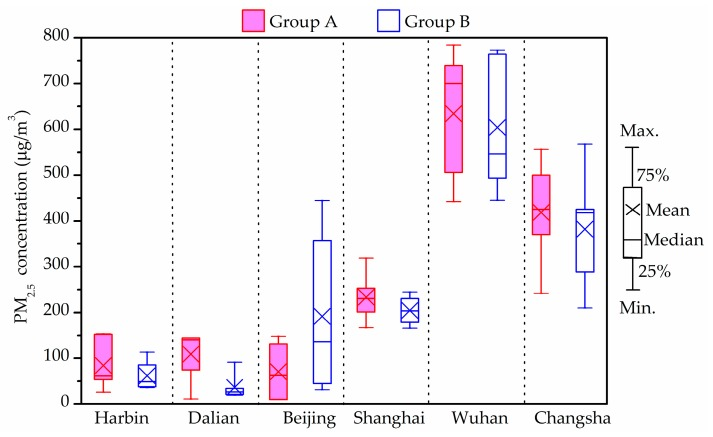 Group A Group B
800
700
600
500
400
300
200
100
0
PM2.5 concentration (μg/m3)
Harbin Dalian Beijing Shanghai Wuhan Changsha
Max.
75%
Mean
Median
25%
Min.